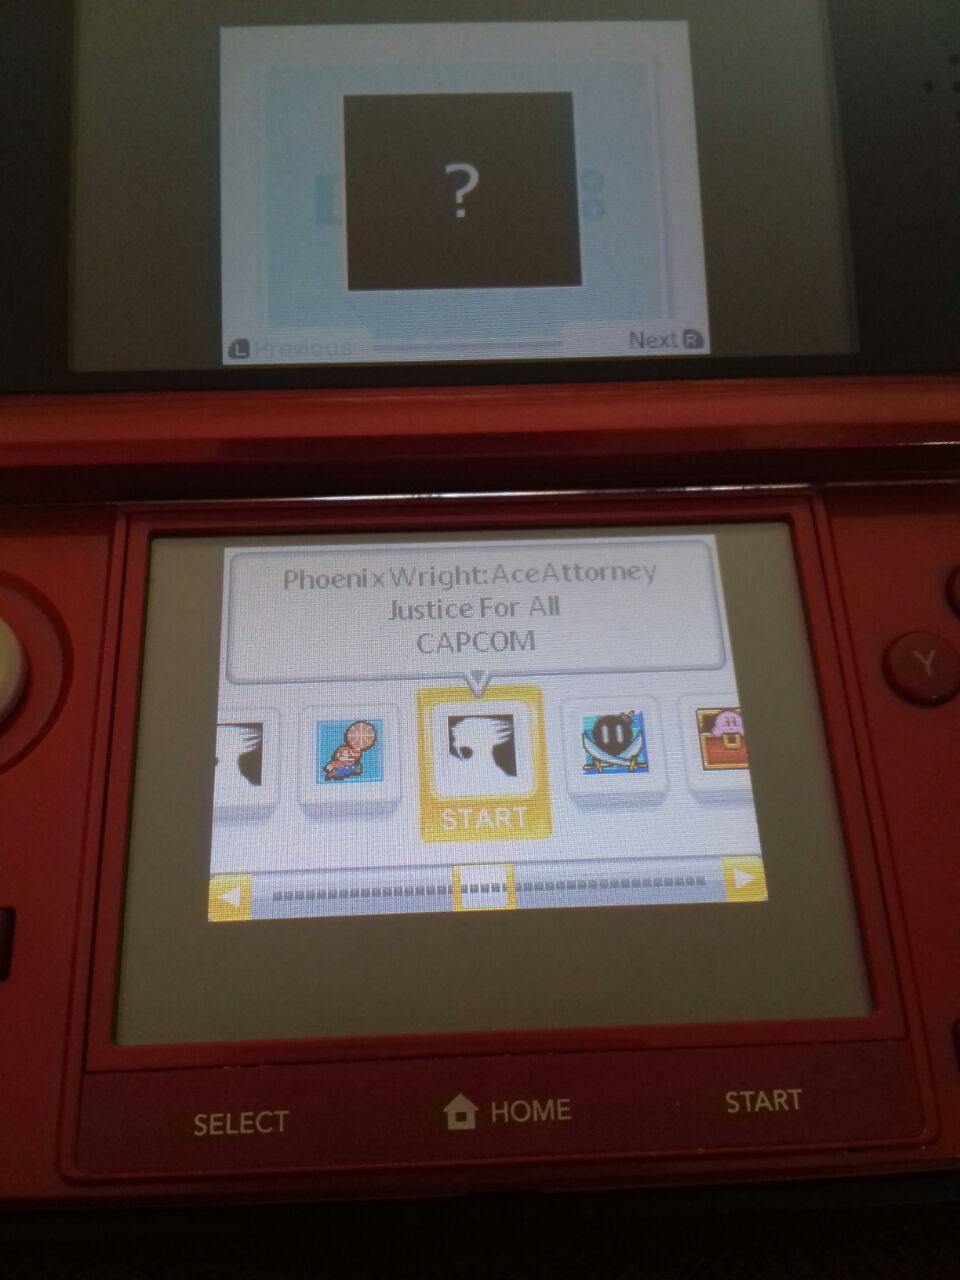 ?
L Previous
Next R
Phoenix Wright: Ace Attorney
Justice For All
CAPCOM
Y
START
SELECT
HOME
START